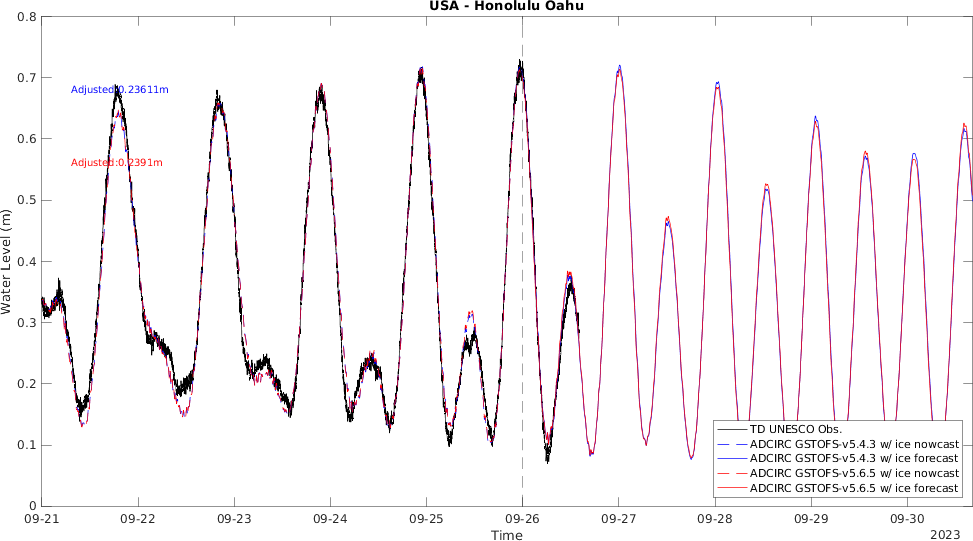 USA - Honolulu Oahu
0.8
0.7
0.6
0.5
0.4
0.3
0.2
0.1
0
Water Level (m)
Adjusted:0.23611m
Adjusted:0.2391m
TD UNESCO Obs.
ADCIRC GSTOFS-v5.4.3 w/ ice nowcast
ADCIRC GSTOFS-v5.4.3 w/ ice forecast
ADCIRC GSTOFS-v5.6.5 w/ ice nowcast
ADCIRC GSTOFS-v5.6.5 w/ ice forecast
09-21 09-22 09-23 09-24 09-25 09-26 09-27 09-28 09-29 09-30
Time
2023